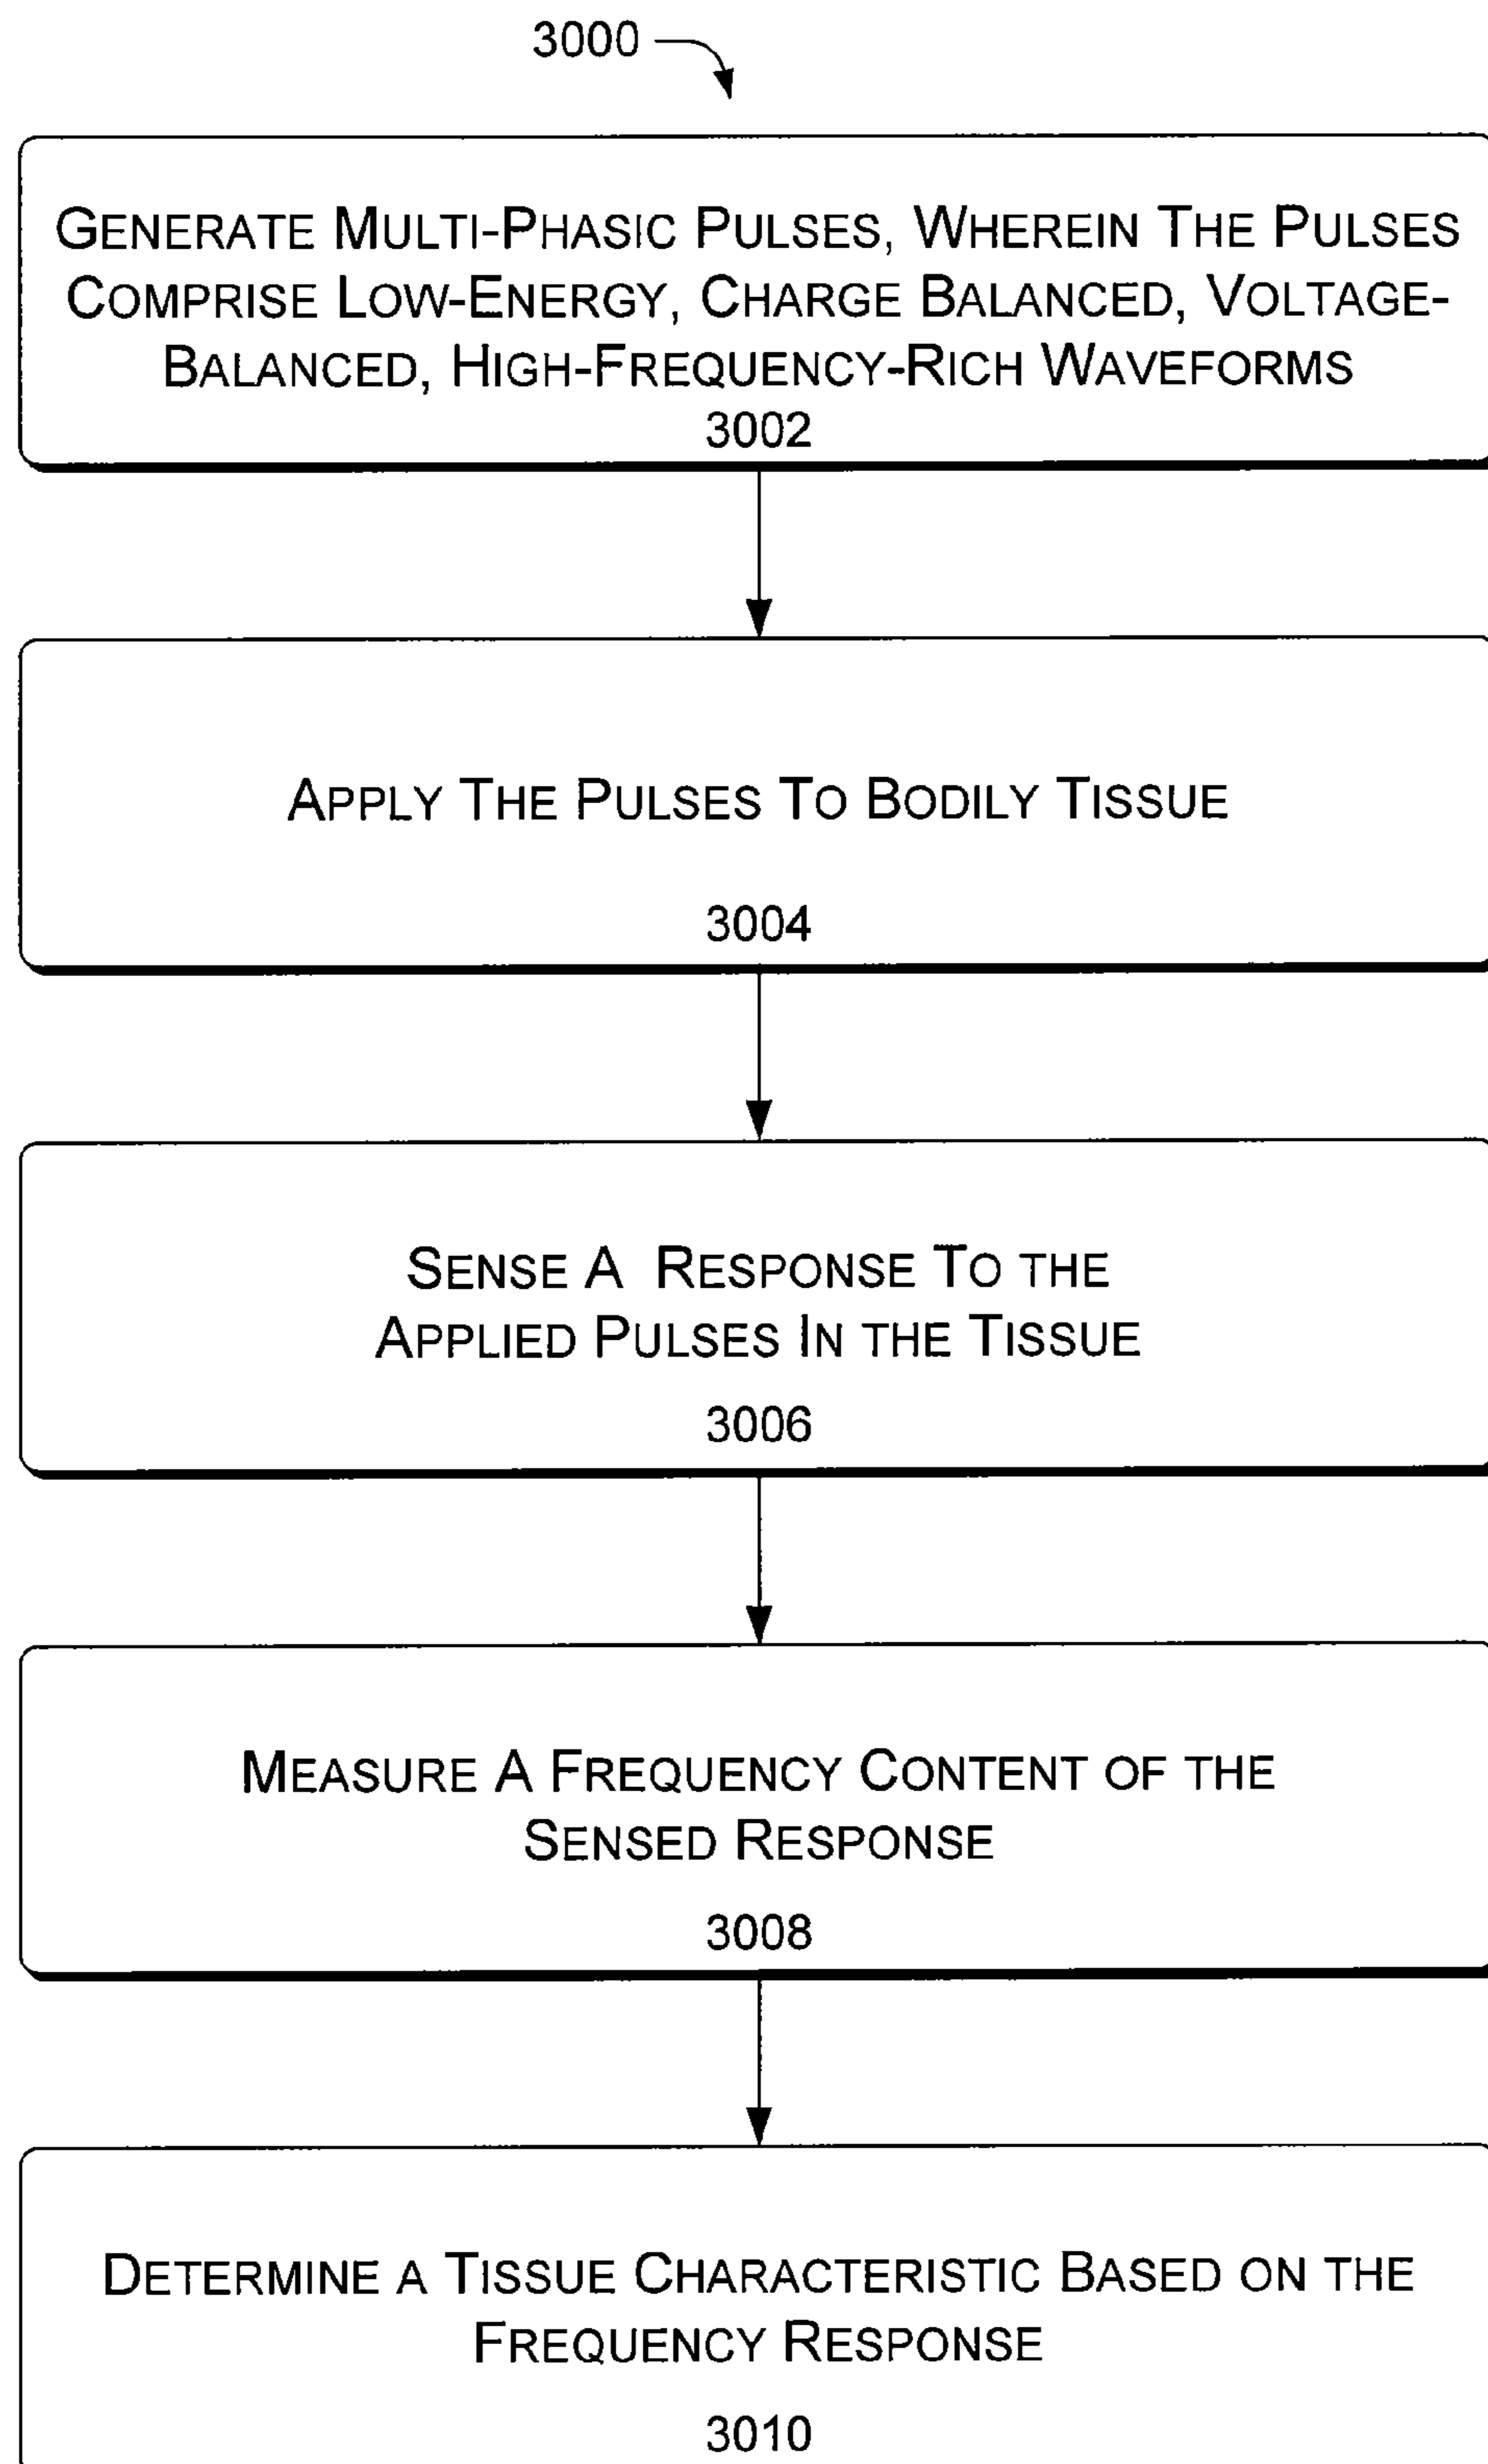 3000
GENERATE MULTI-PHASIC PULSES, WHEREIN THE PULSES
COMPRISE LOW-ENERGY, CHARGE BALANCED, VOLTAGE-
BALANCED, HIGH-FREQUENCY-RICH WAVEFORMS
3002
APPLY THE PULSES TO BODILY TISSUE
3004
SENSE A RESPONSE TO THE
APPLIED PULSES IN THE TISSUE
3006
MEASURE A FREQUENCY CONTENT OF THE
SENSED RESPONSE
3008
DETERMINE A TISSUE CHARACTERISTIC BASED ON THE
FREQUENCY RESPONSE
3010